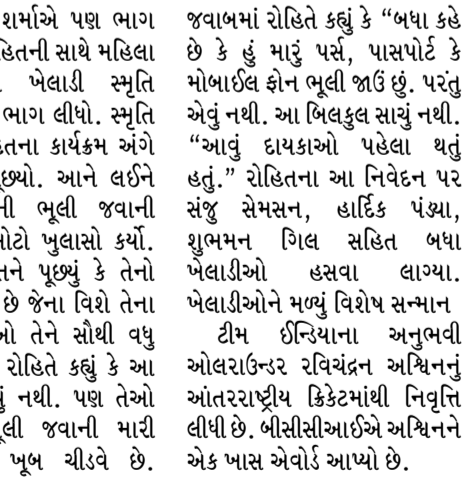 શર્માએ પણ ભાગ
સાથે મહિલા
ખેલાડી સ્મૃતિ
ભાગ લીધો. સ્મૃતિ
કાર્યક્રમ અંગે
આને લઈને
ભૂલી જવાની
ખુલાસો કર્યો.
પૂછ્યું કે તેનો
છે જેના વિશે તેના
તેને સૌથી વધુ
રોહિતે કહ્યું કે આ
નથી. પણ તેઓ
જવાની મારી
ખૂબ ચીડવે છે.
જવાબમાં રોહિતે કહ્યું કે “બધા કહે
છે કે હું મારું પર્સ, પાસપોર્ટ કે
મોબાઈલ ફોન ભૂલી જાઉં છું. પરંતુ
એવું નથી. આ બિલકુલ સાચું નથી.
“આવું દાયકાઓ પહેલા થતું
હતું.” રોહિતના આ નિવેદન પર
સંજુ સેમસન, હાર્દિક પંડ્યા,
શુભમન ગિલ સહિત બધા
ખેલાડીઓ હસવા લાગ્યા.
ખેલાડીઓને મળ્યું વિશેષ સન્માન
ટીમ ઈન્ડિયાના અનુભવી
ઓલરાઉન્ડર રવિચંદ્રન અશ્વિનનું
આંતરરાષ્ટ્રીય ક્રિકેટમાંથી નિવૃત્તિ
લીધી છે. બીસીસીઆઈએ અશ્વિનને
એક ખાસ એવોર્ડ આપ્યો છે.